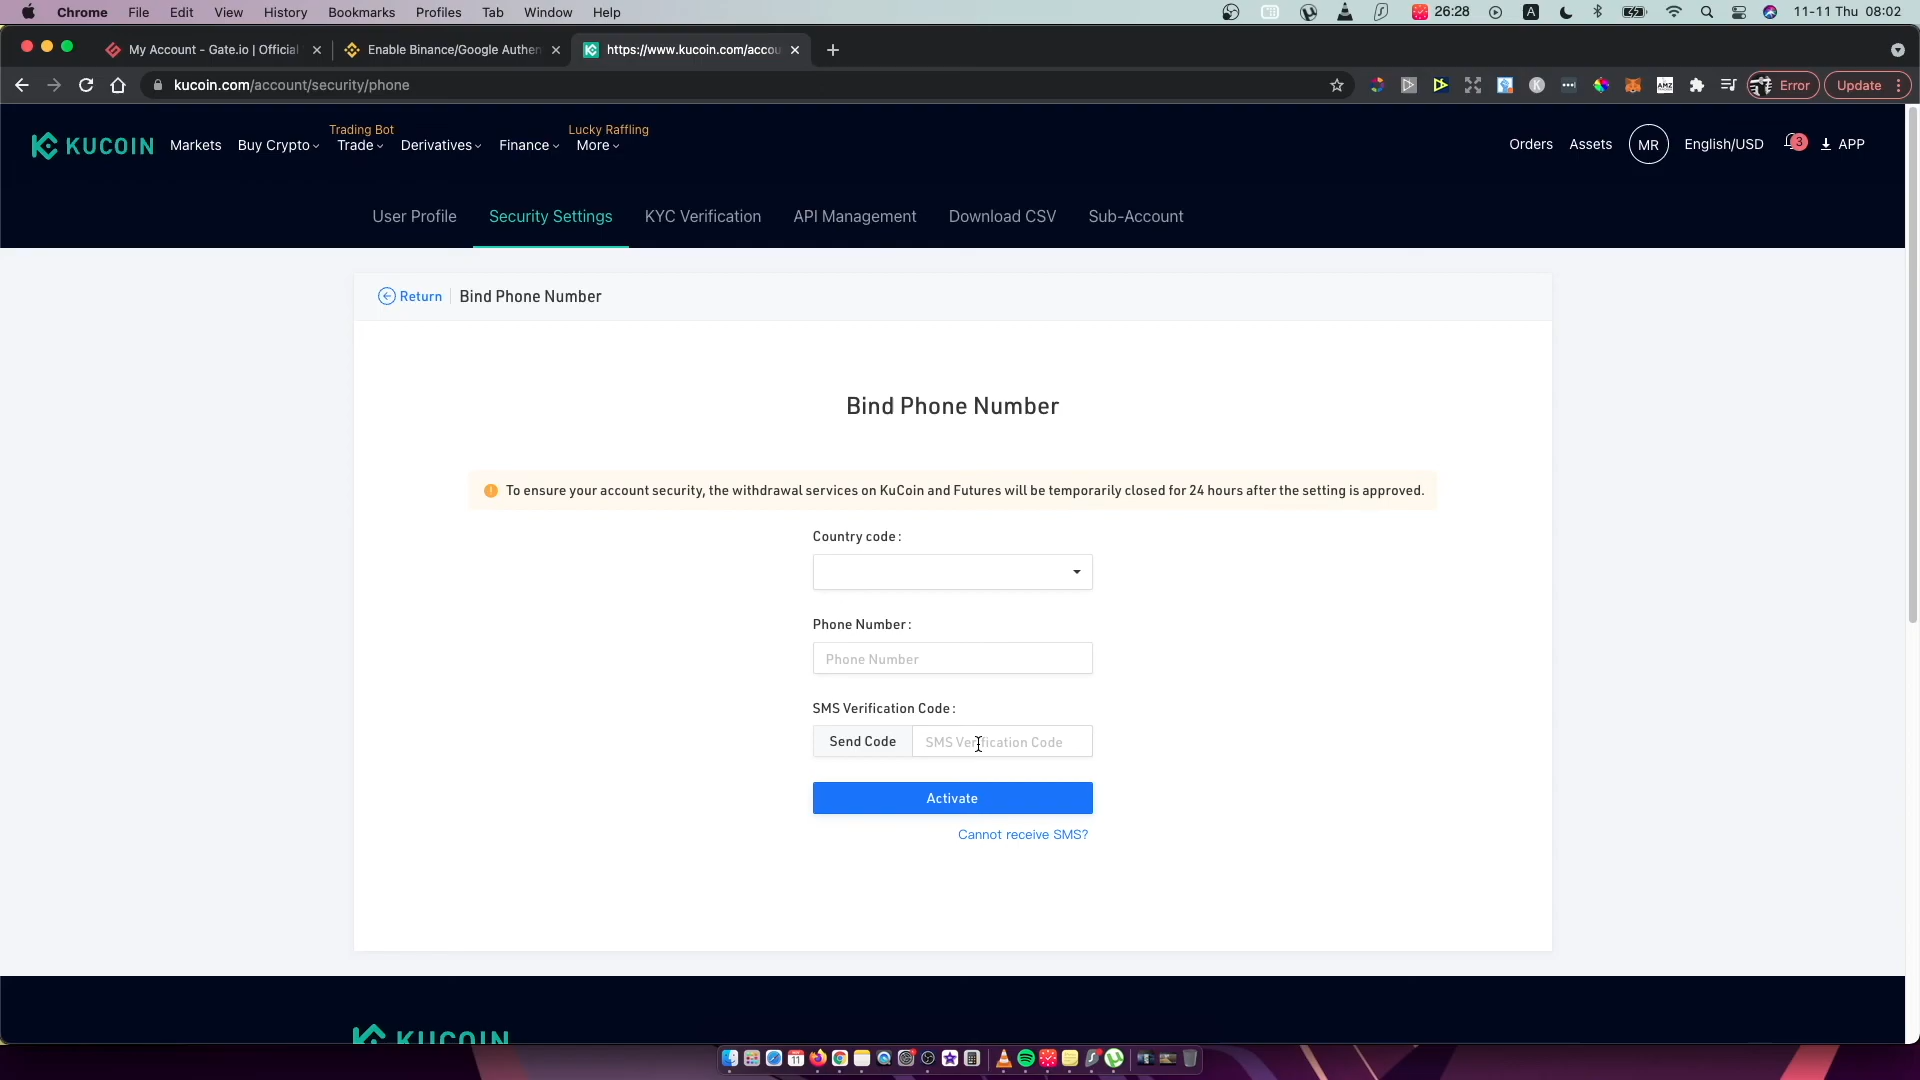 Chrome File Edit View History Bookmarks Profiles Tab Window Help 26:28 A 11-11 Thu 08:02
My Account - Gate.io | Official Enable Binance/Google Authen https://www.kucoin.com/accou
kucoin.com/account/security/phone K AMZ Error Update
Trading Bot Lucky Raffling
KUCOIN Markets Buy Crypto Trade Derivatives Finance More Orders Assets MR English/USD 3 APP
User Profile Security Settings KYC Verification API Management Download CSV Sub-Account
Return Bind Phone Number
Bind Phone Number
To ensure your account security, the withdrawal services on KuCoin and Futures will be temporarily closed for 24 hours after the setting is approved.
Country code :
Phone Number :
Phone Number
SMS Verification Code :
Send Code SMS Verification Code
Activate
Cannot receive SMS?
KUCOIN